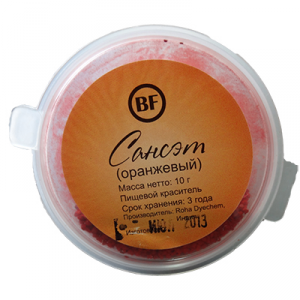 BF
Сансэт
(оранжевый)
Масса нетто: 10 г
Пищевой краситель
Срок хранения: 3 года
Производитель: Roha Dyechem,
2013